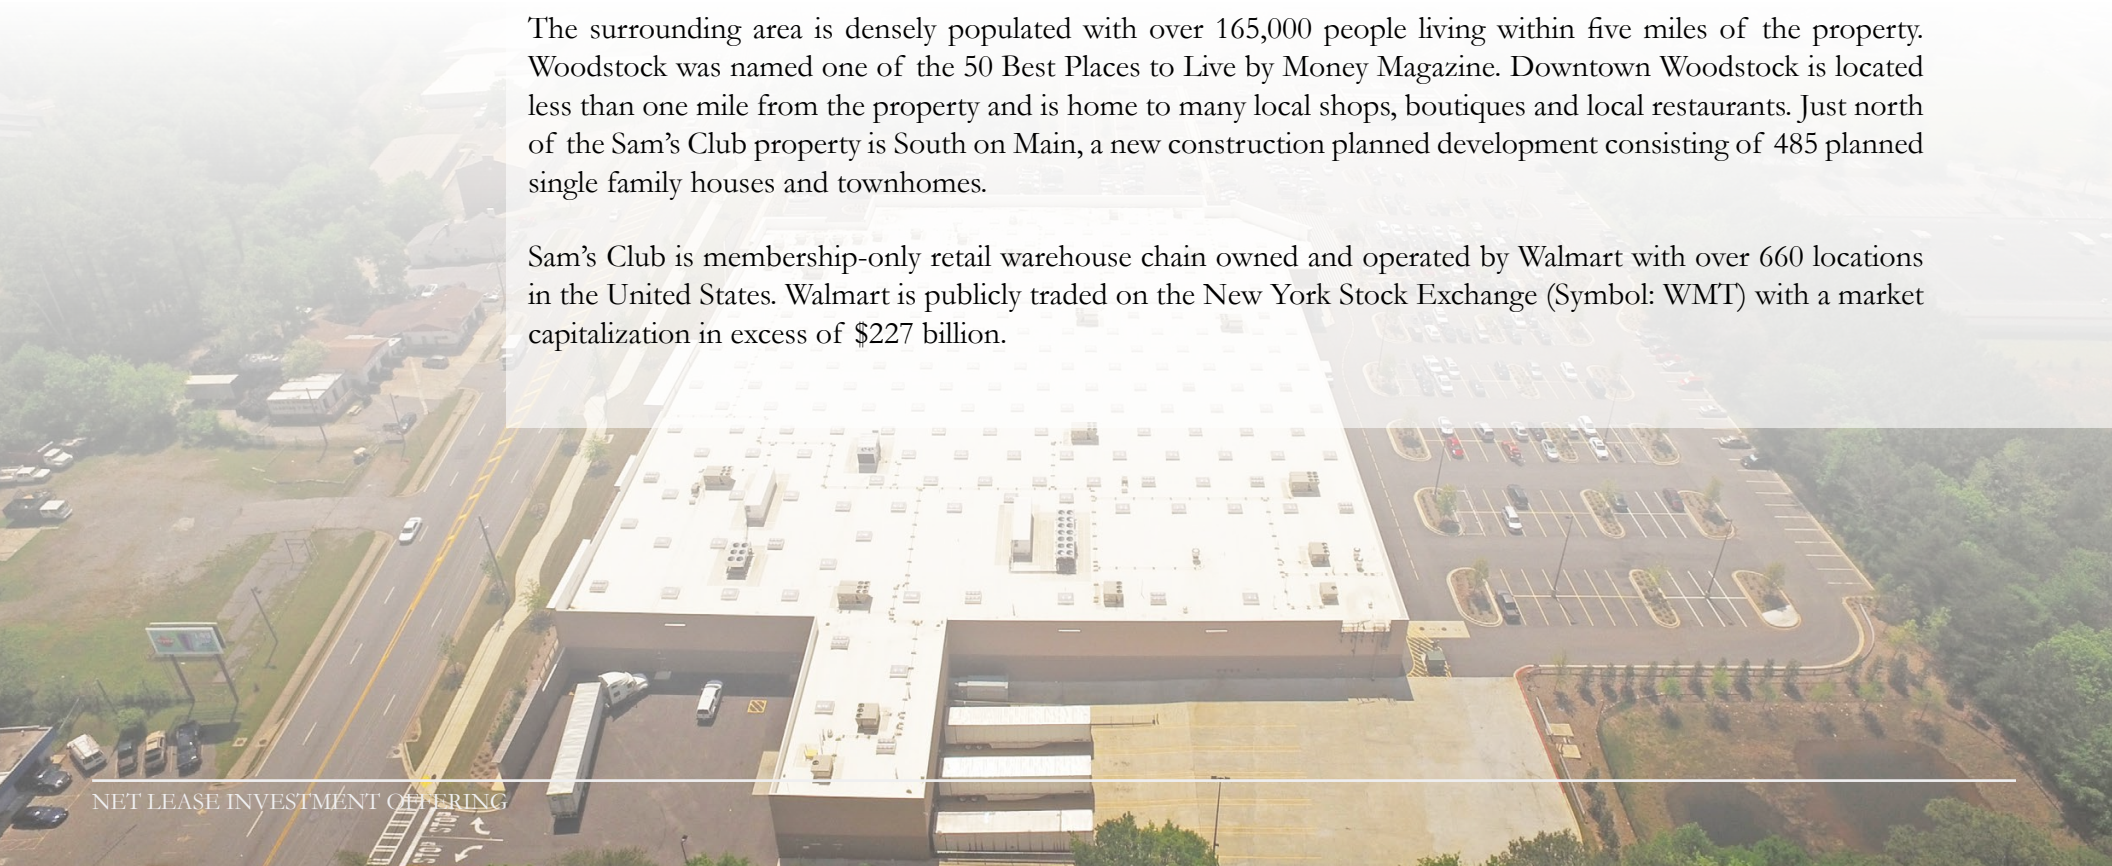 The surrounding area is densely populated with over 165,000 people living within five miles of the property.
Woodstock was named one of the 50 Best Places to Live by Money Magazine. Downtown Woodstock is located
less than one mile from the property and is home to many local shops, boutiques and local restaurants. Just north
of the Sam’s Club property is South on Main, a new construction planned development consisting of 485 planned
single family houses and townhomes.
Sam’s Club is membership-only retail warehouse chain owned and operated by Walmart with over 660 locations
in the United States. Walmart is publicly traded on the New York Stock Exchange (Symbol: WMT) with a market
capitalization in excess of $227 billion.
NET LEASE INVESTMENT OFFERING
STOP
STOP